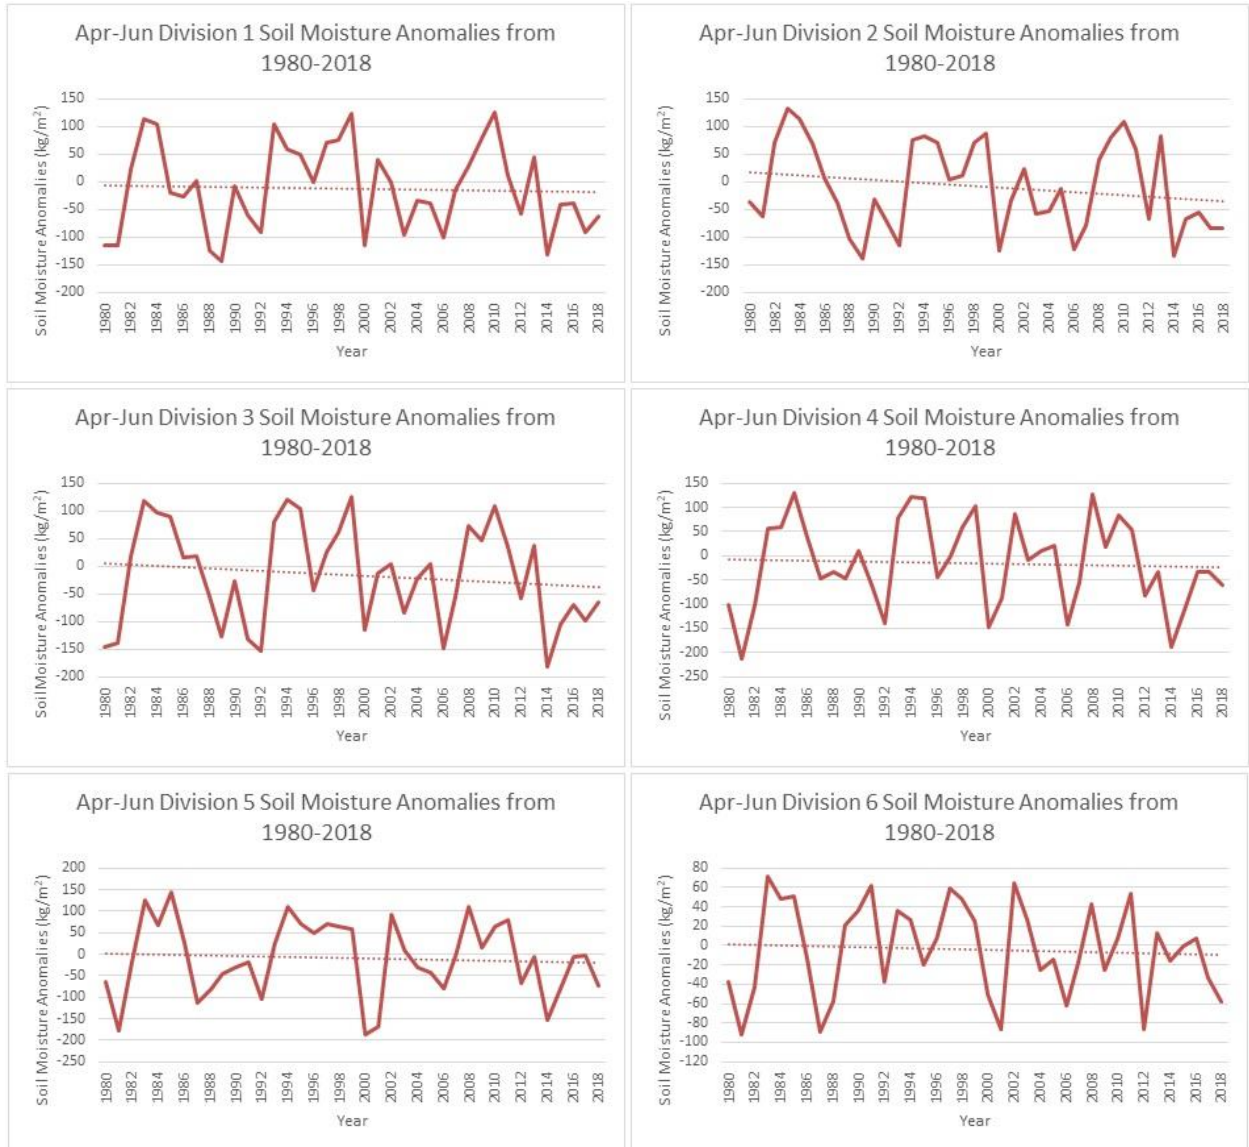 Apr-Jun Division 1 Soil Moisture Anomalies from
1980-2018
Soil Moisture Anomalies (kg/m²)
150
100
50
0
-50
-100
-150
-200
1980 1982 1984 1986 1988 1990 1992 1994 1996 1998 2000 2002 2004 2006 2008 2010 2012 2014 2016 2018
Year
Apr-Jun Division 2 Soil Moisture Anomalies from
1980-2018
Soil Moisture Anomalies (kg/m²)
150
100
50
0
-50
-100
-150
-200
1980 1982 1984 1986 1988 1990 1992 1994 1996 1998 2000 2002 2004 2006 2008 2010 2012 2014 2016 2018
Year
Apr-Jun Division 3 Soil Moisture Anomalies from
1980-2018
Soil Moisture Anomalies (kg/m²)
150
100
50
0
-50
-100
-150
-200
1980 1982 1984 1986 1988 1990 1992 1994 1996 1998 2000 2002 2004 2006 2008 2010 2012 2014 2016 2018
Year
Apr-Jun Division 4 Soil Moisture Anomalies from
1980-2018
Soil Moisture Anomalies (kg/m²)
150
100
50
0
-50
-100
-150
-200
-250
1980 1982 1984 1986 1988 1990 1992 1994 1996 1998 2000 2002 2004 2006 2008 2010 2012 2014 2016 2018
Year
Apr-Jun Division 5 Soil Moisture Anomalies from
1980-2018
Soil Moisture Anomalies (kg/m²)
200
150
100
50
0
-50
-100
-150
-200
-250
1980 1982 1984 1986 1988 1990 1992 1994 1996 1998 2000 2002 2004 2006 2008 2010 2012 2014 2016 2018
Year
Apr-Jun Division 6 Soil Moisture Anomalies from
1980-2018
Soil Moisture Anomalies (kg/m²)
80
60
40
20
0
-20
-40
-60
-80
-100
-120
1980 1982 1984 1986 1988 1990 1992 1994 1996 1998 2000 2002 2004 2006 2008 2010 2012 2014 2016 2018
Year